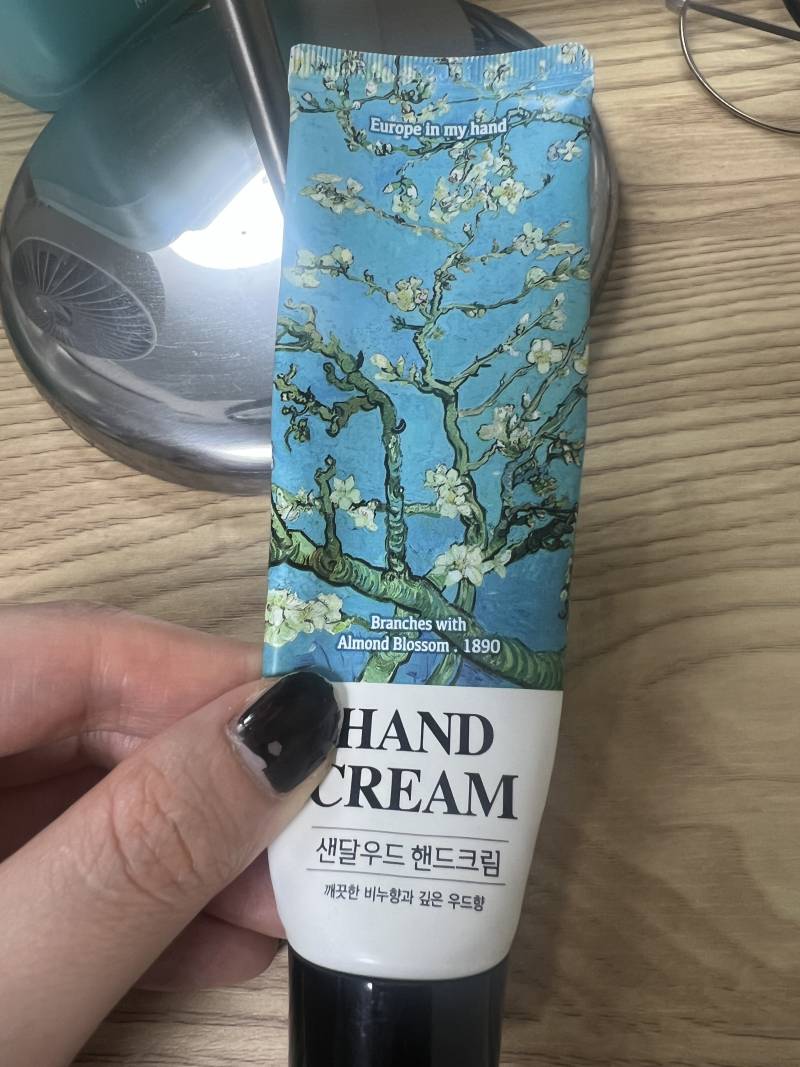 Europe in my hand
Branches with
Almond Blossom . 1890
HAND
CREAM
샌달우드 핸드크림
깨끗한 비누향과 깊은 우드향